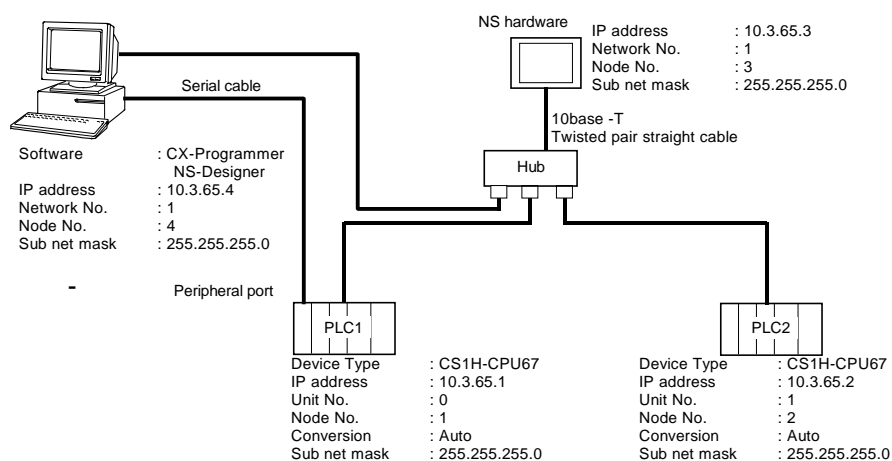 NS hardware
IP address : 10.3.65.3
Network No. : 1
Node No. : 3
Sub net mask : 255.255.255.0
Serial cable
10base -T
Twisted pair straight cable
Hub
Software : CX-Programmer
NS-Designer
IP address : 10.3.65.4
Network No. : 1
Node No. : 4
Sub net mask : 255.255.255.0
-
Peripheral port
PLC1
Device Type : CS1H-CPU67
IP address : 10.3.65.1
Unit No. : 0
Node No. : 1
Conversion : Auto
Sub net mask : 255.255.255.0
PLC2
Device Type : CS1H-CPU67
IP address : 10.3.65.2
Unit No. : 1
Node No. : 2
Conversion : Auto
Sub net mask : 255.255.255.0